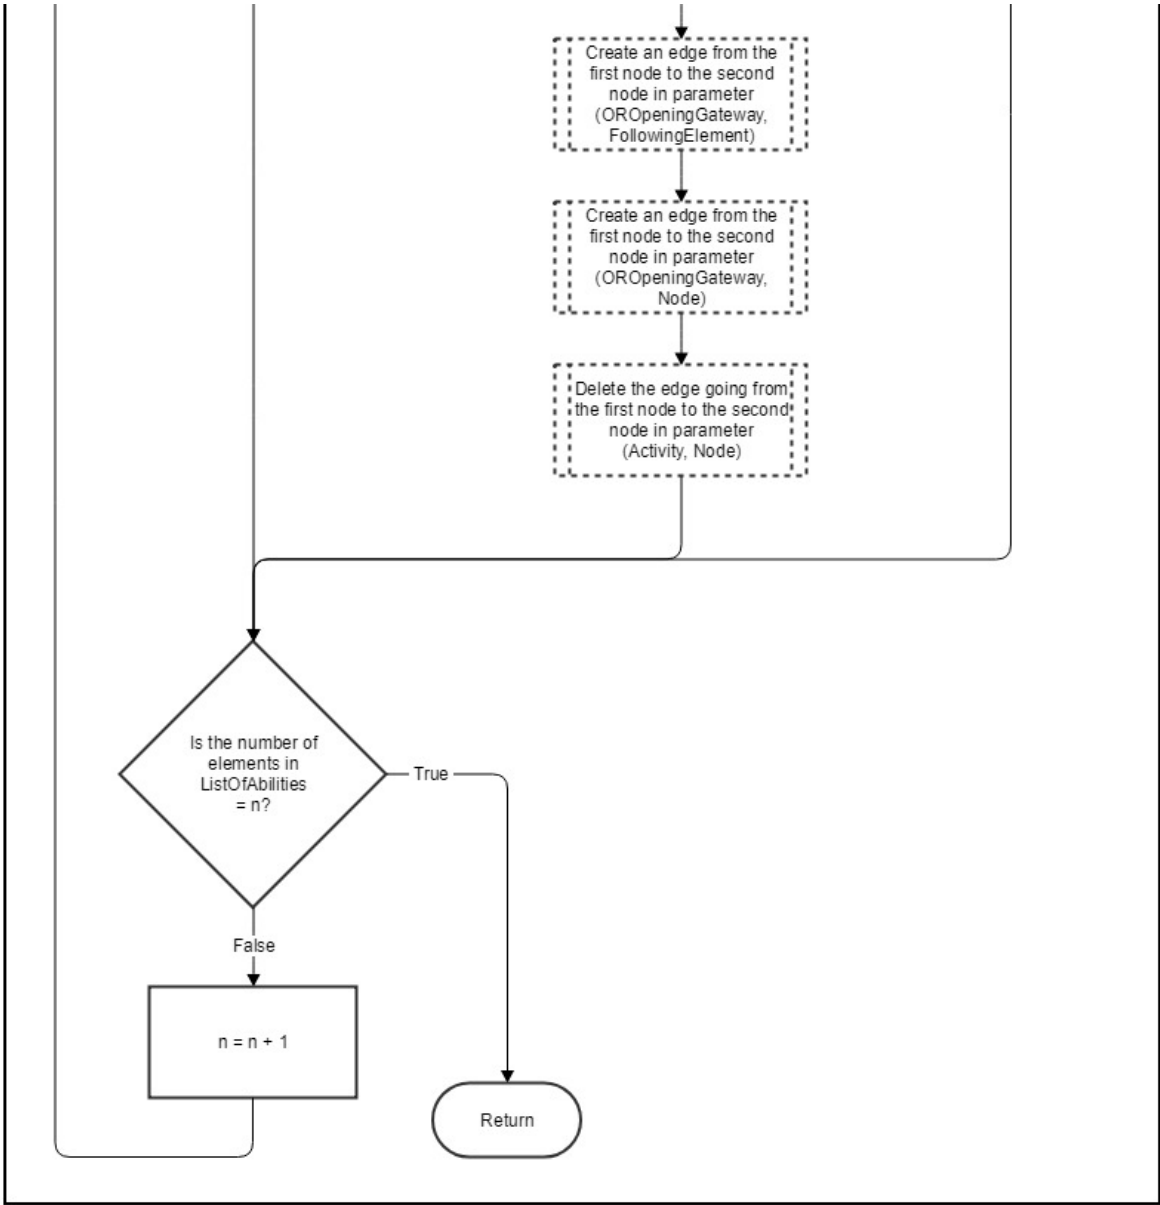 Create an edge from the
first node to the second
node in parameter
(OROpeningGateway,
FollowingElement)
Create an edge from the
first node to the second
node in parameter
(OROpeningGateway,
Node)
Delete the edge going from
the first node to the second
node in parameter
(Activity, Node)
Is the number of
elements in
ListOfAbilities
= n?
True
False
n = n + 1
Return